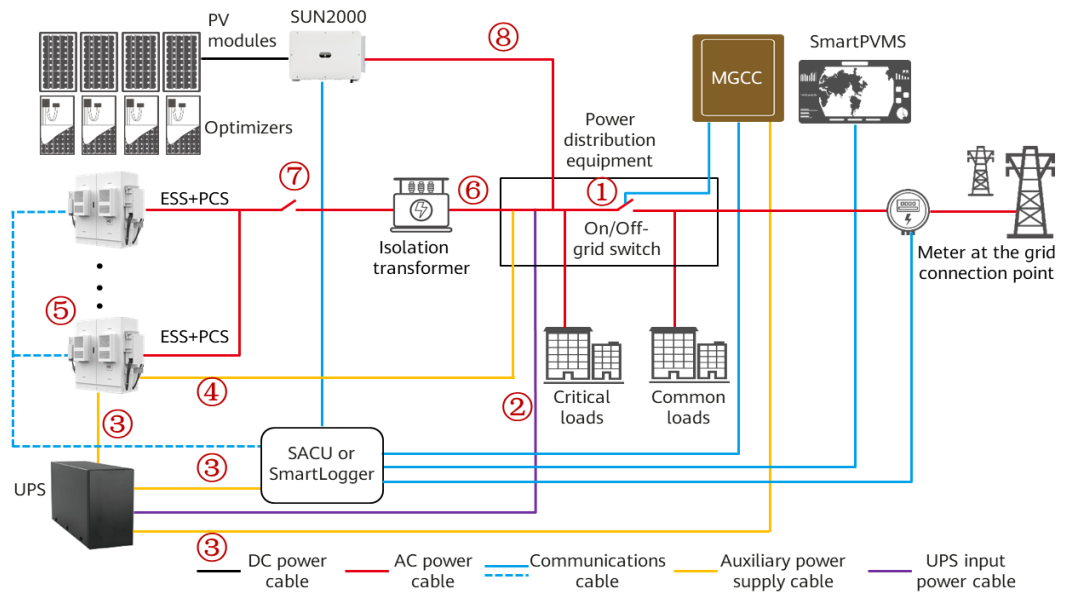 PV
modules
SUN2000
⑧
SmartPVMS
MGCC
Optimizers
Power
distribution
equipment
ESS+PCS
⑦
⑥
①
Isolation
transformer
On/Off-
grid switch
Meter at the grid
connection point
⑤
ESS+PCS
④
②
Critical
loads
Common
loads
③
SACU or
SmartLogger
③
UPS
③
DC power
cable
AC power
cable
Communications
cable
Auxiliary power
supply cable
UPS input
power cable